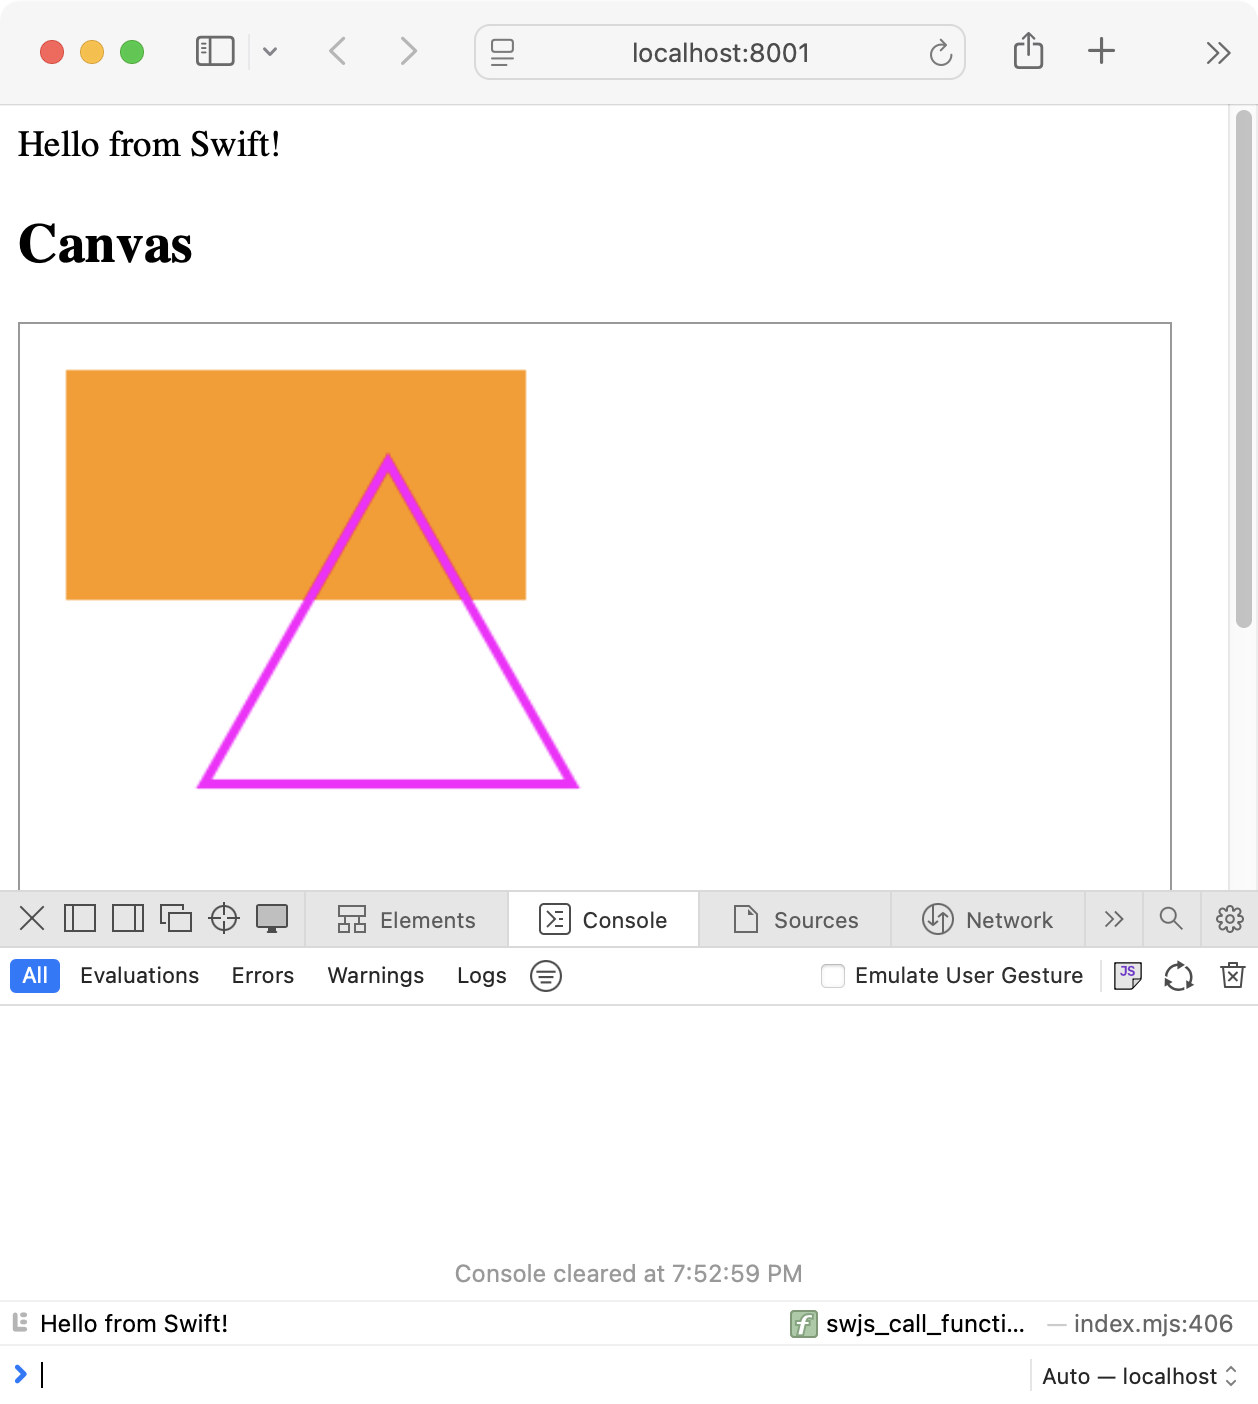 localhost:8001
Hello from Swift!
Canvas
Elements Console Sources Network
All Evaluations Errors Warnings Logs Emulate User Gesture JS
Console cleared at 7:52:59 PM
Hello from Swift! f swjs_call_functi... — index.mjs:406
Auto — localhost